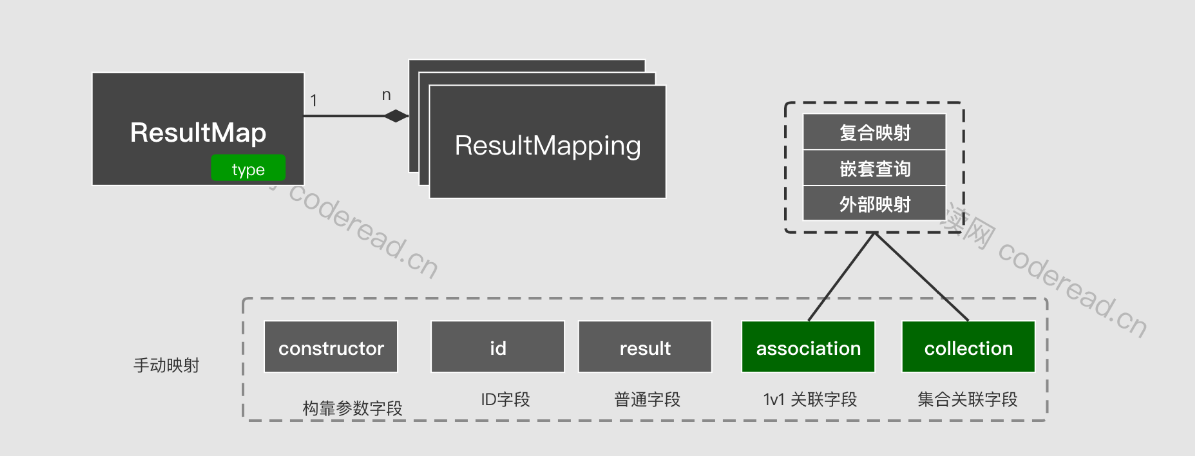 ResultMap
type
1
n
ResultMapping
复合映射
嵌套查询
外部映射
coderead.cn
读网 coderead.cn
手动映射
constructor
id
result
association
collection
构靠参数字段
ID字段
普通字段
1v1 关联字段
集合关联字段